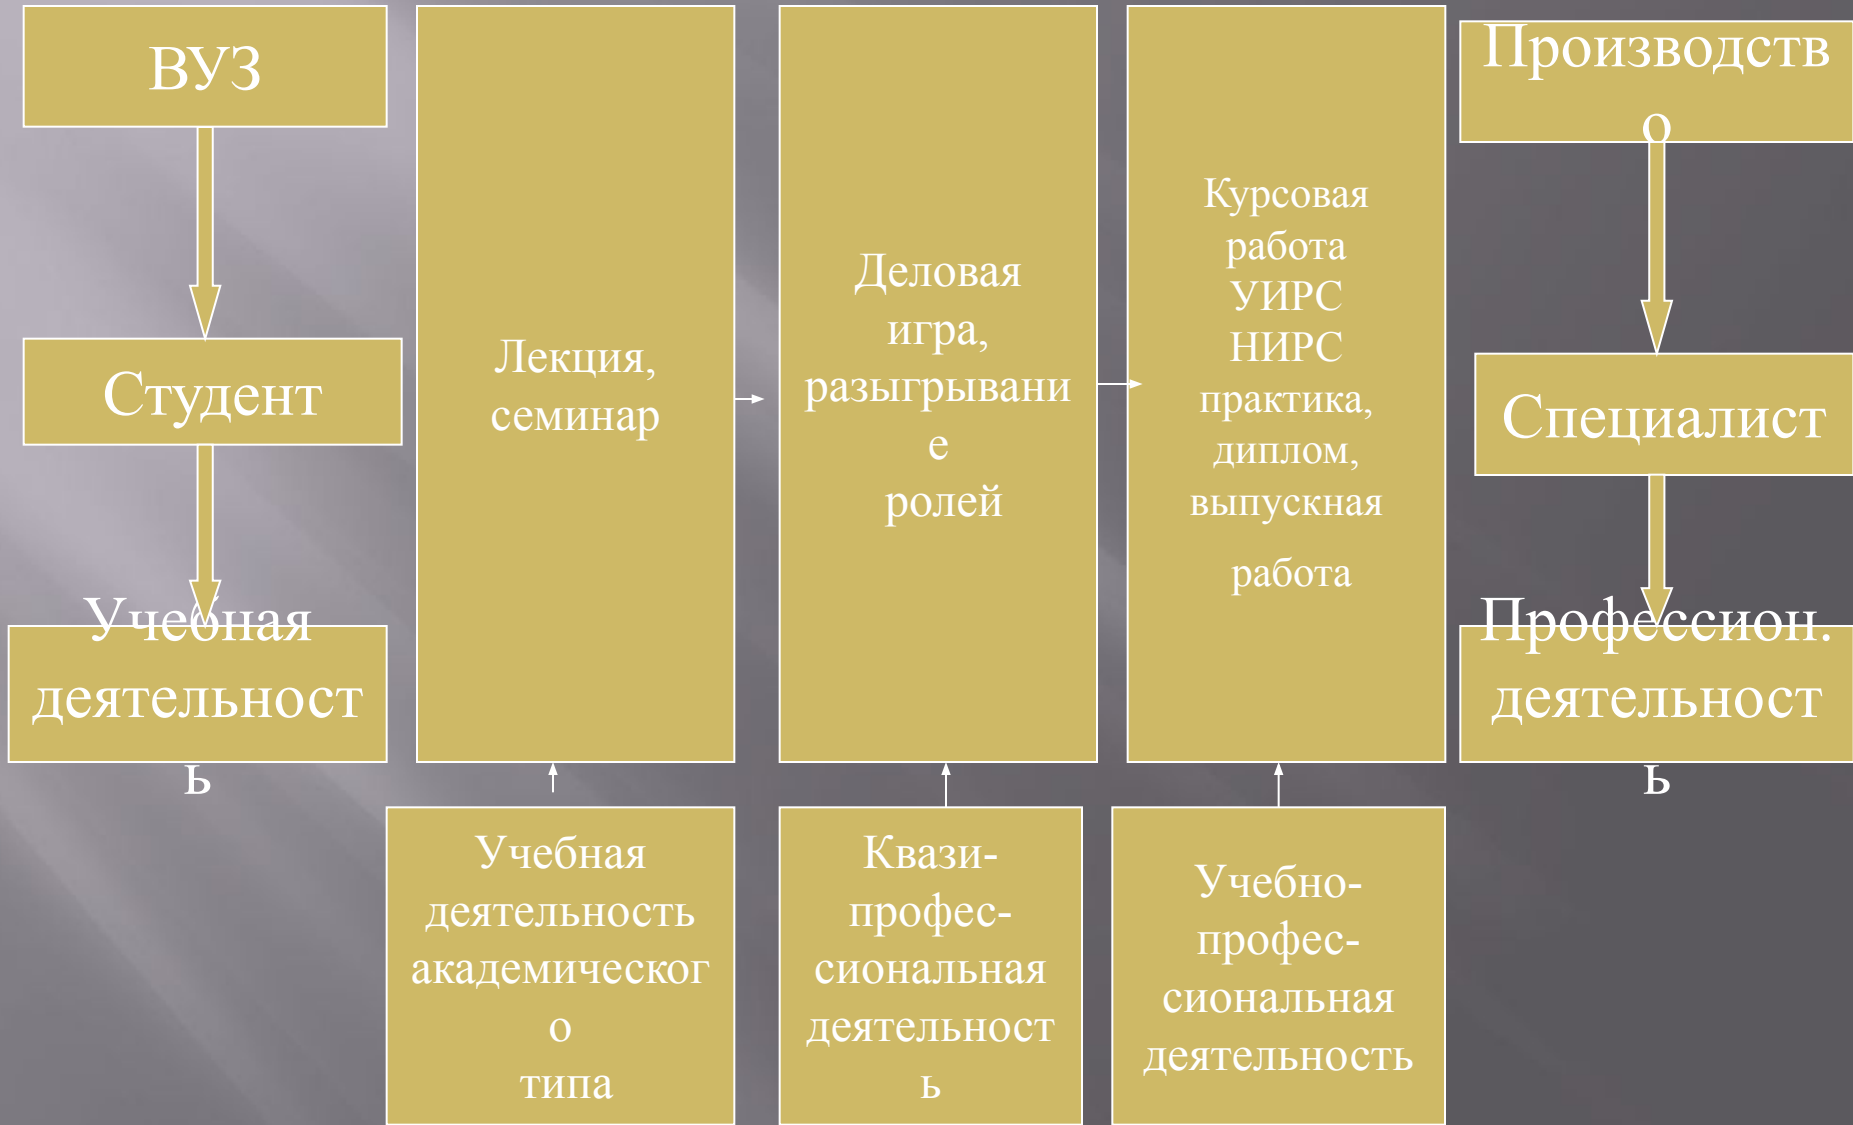 ВУЗ
Студент
Учебная
деятельност
ь
Лекция,
семинар
Деловая
игра,
разыгрывани
е
ролей
Курсовая
работа
УИРС
НИРС
практика,
диплом,
выпускная
работа
Производств
о
Специалист
Профессион.
деятельност
ь
Учебная
деятельность
академическог
о
типа
Квази-
профес-
сиональная
деятельност
ь
Учебно-
профес-
сиональная
деятельность